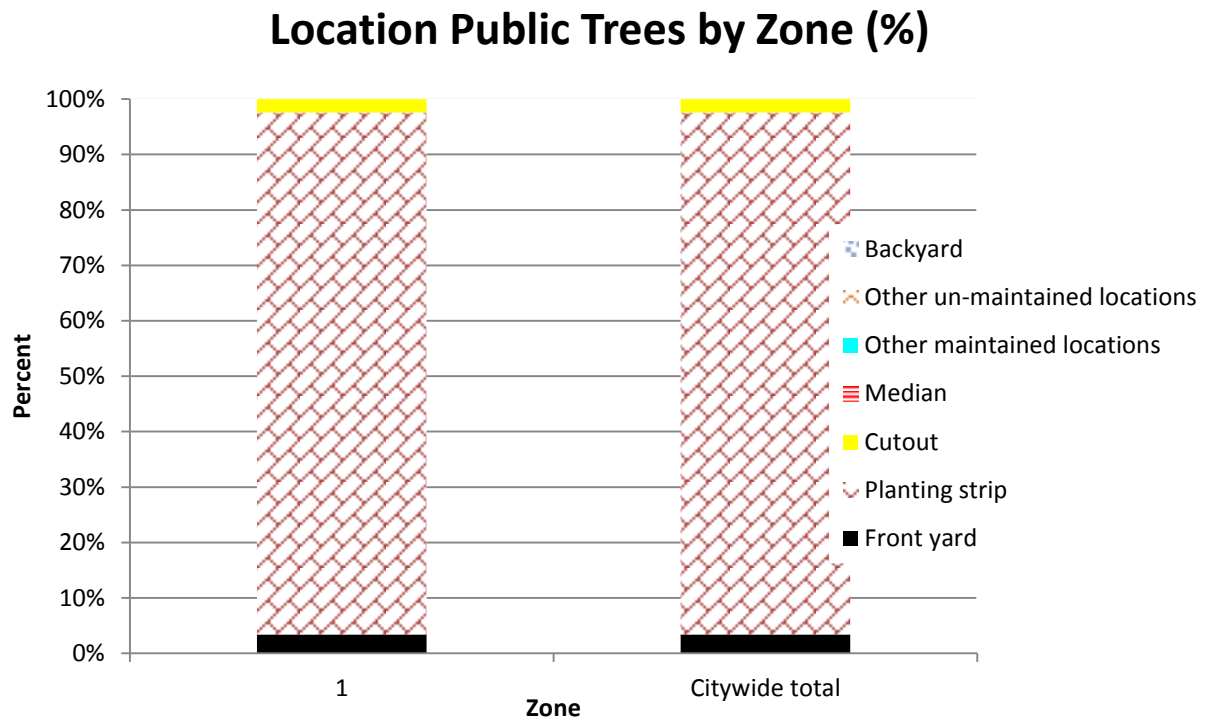 Location Public Trees by Zone (%)
100%
90%
80%
70%
60%
50%
40%
30%
20%
10%
0%
Percent
1
Citywide total
Zone
Backyard
Other un-maintained locations
Other maintained locations
Median
Cutout
Planting strip
Front yard